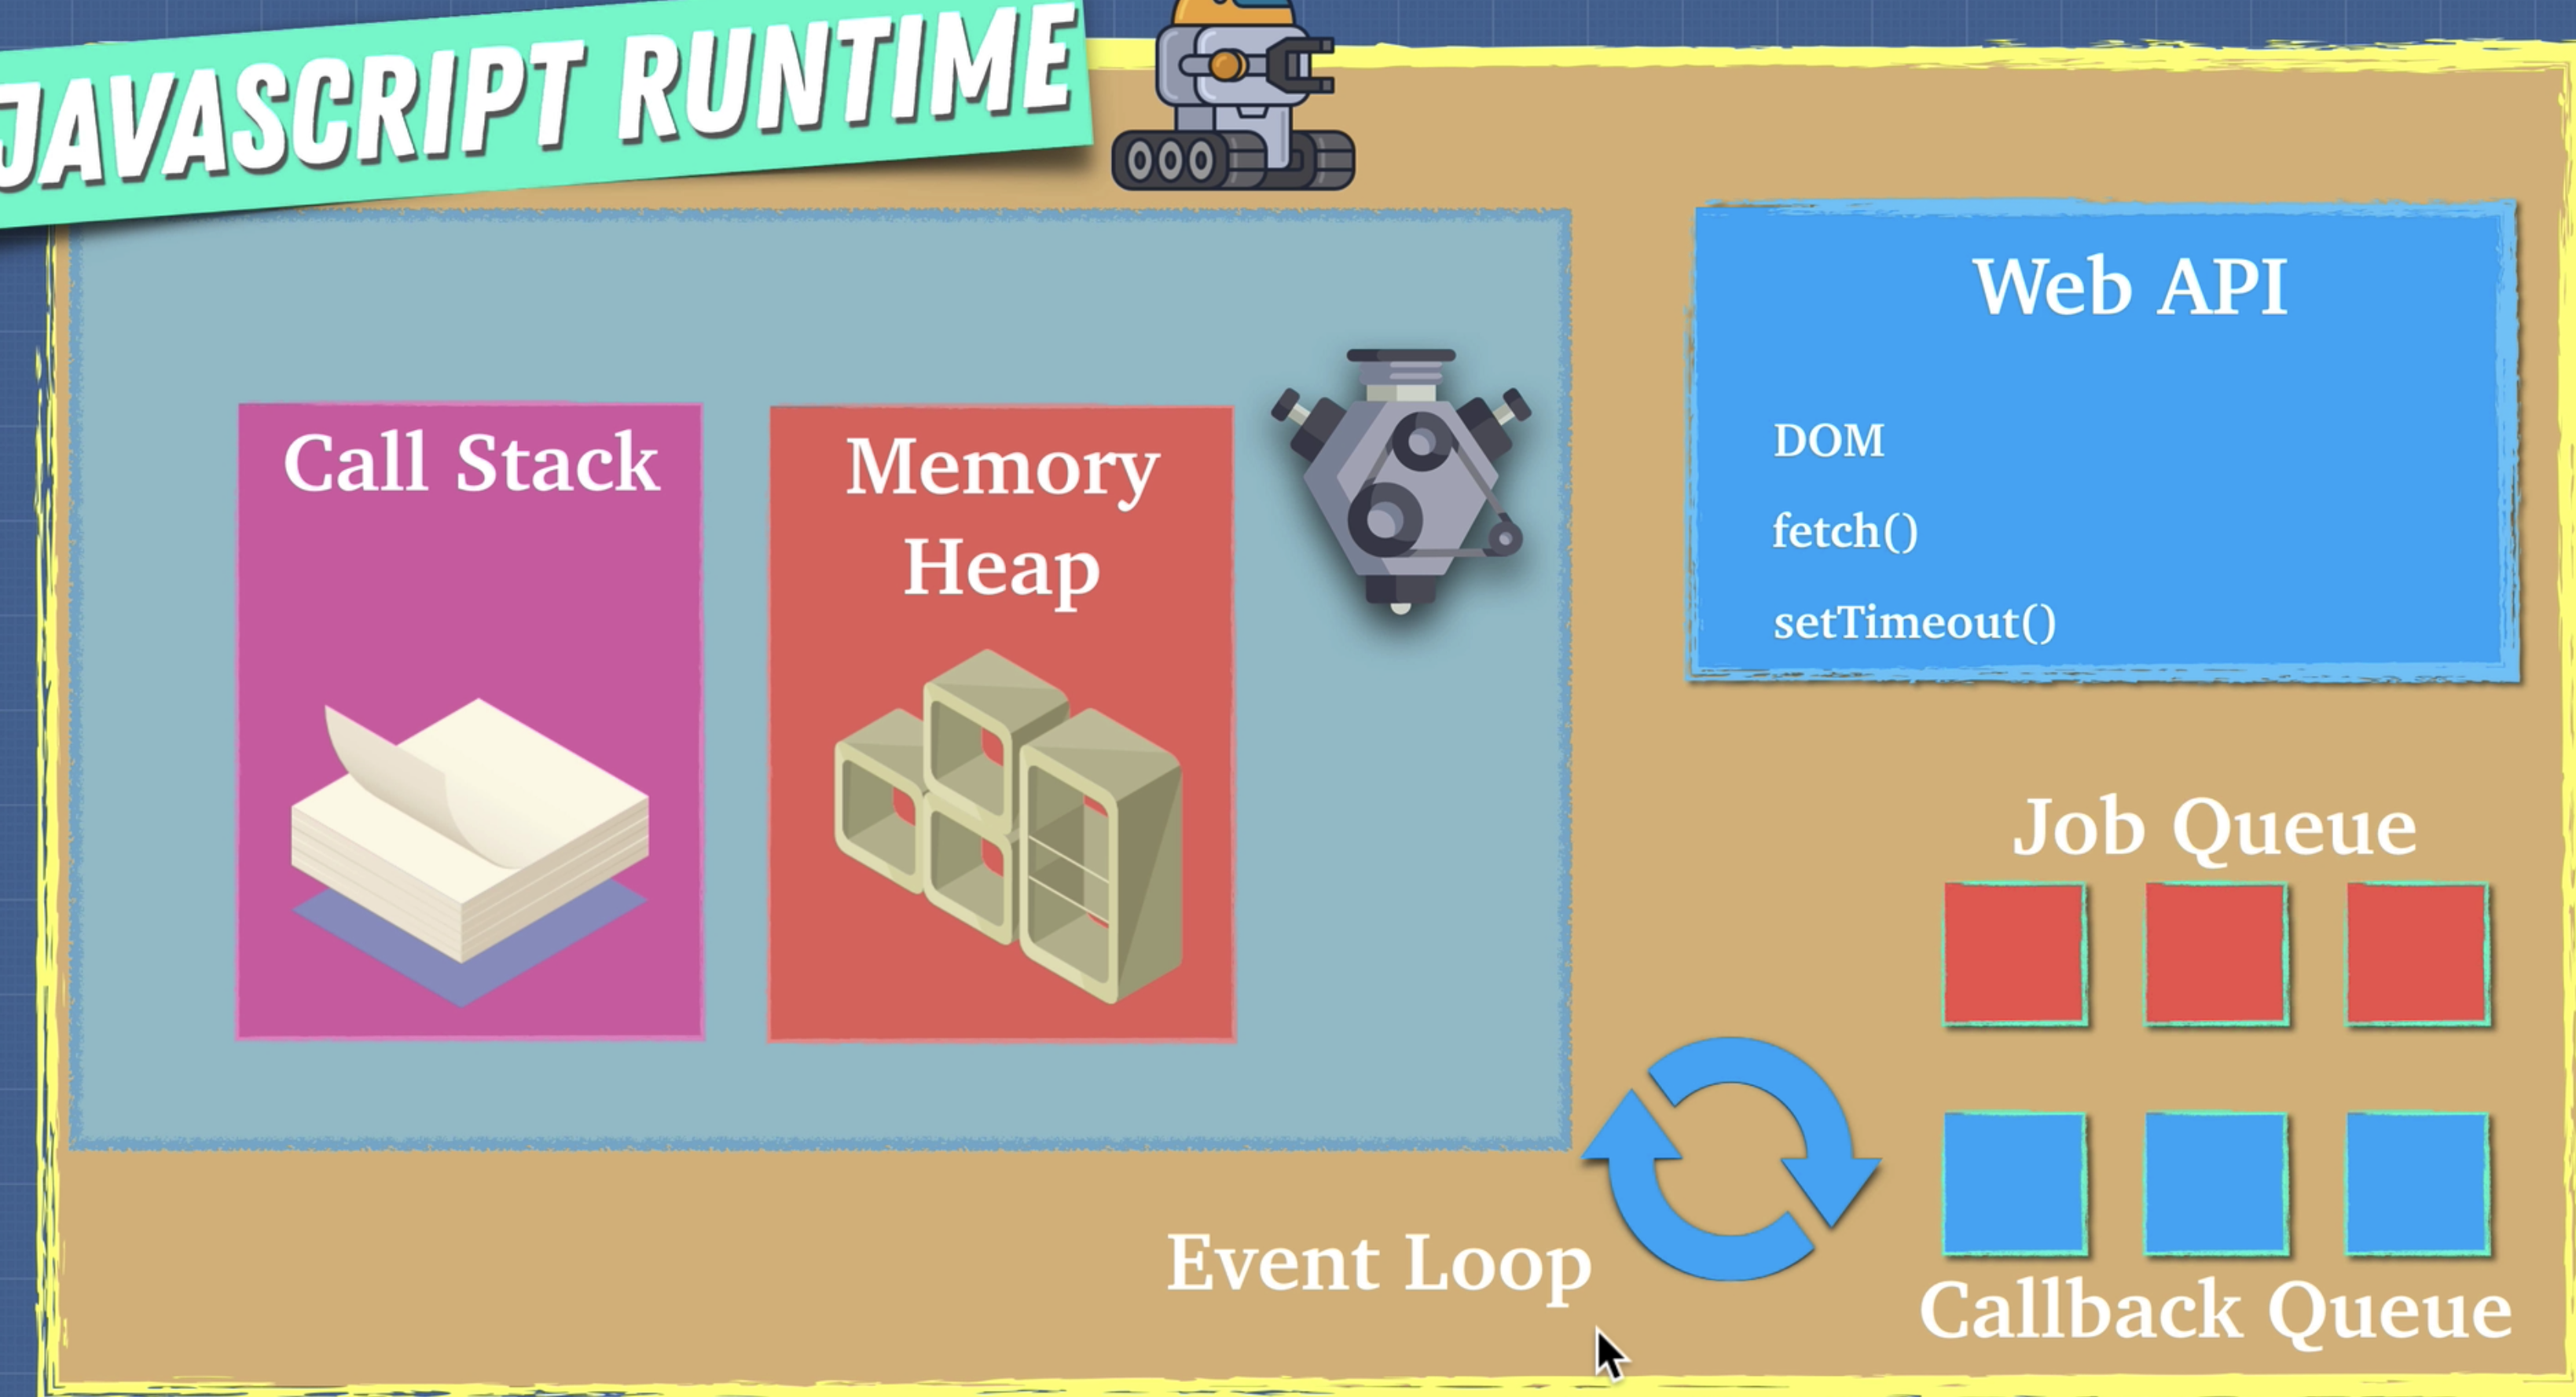 JAVASCRIPT RUNTIME
Call Stack
Memory
Heap
Web API
DOM
fetch()
setTimeout()
Job Queue
Event Loop
Callback Queue